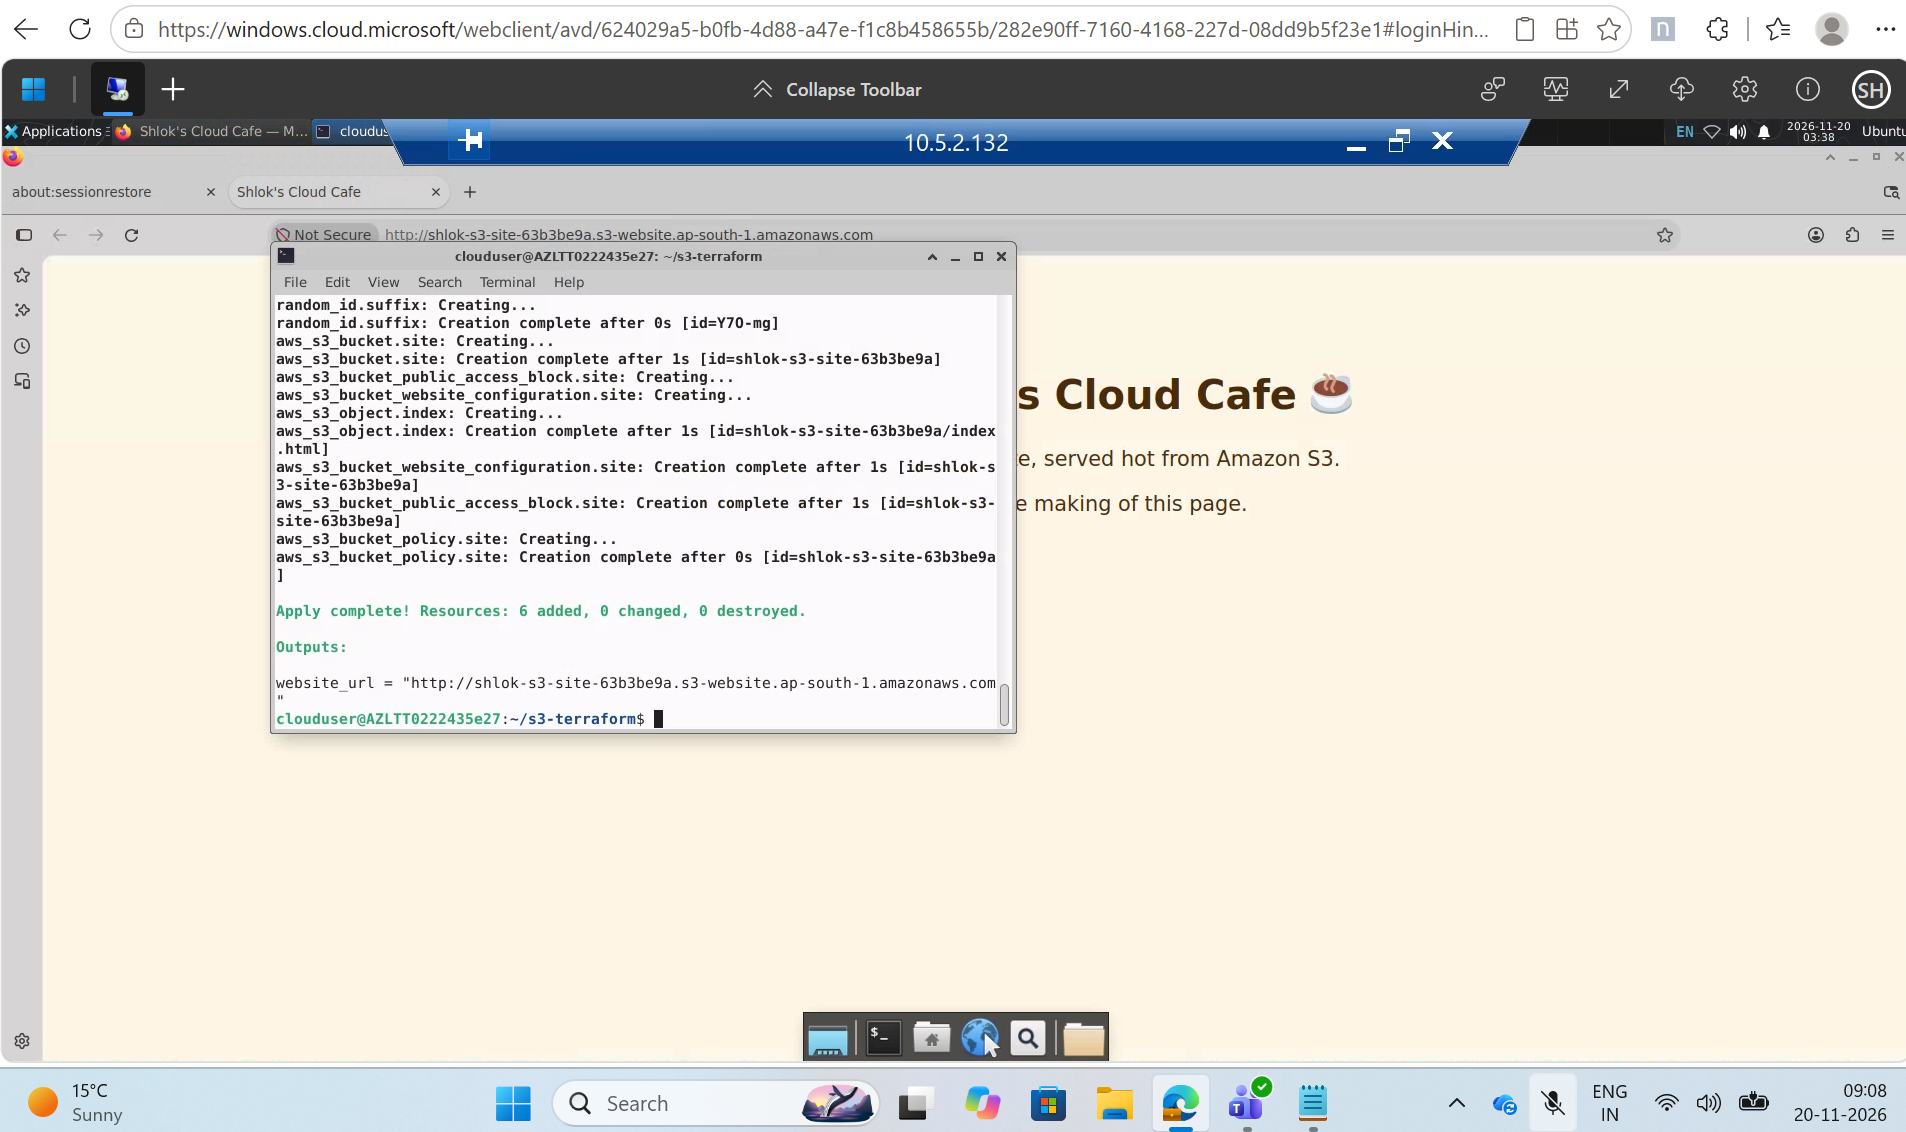 https://windows.cloud.microsoft/webclient/avd/624029a5-b0fb-4d88-a47e-f1c8b458655b/282e90ff-7160-4168-227d-08dd9b5f23e1#loginHin...
n
Collapse Toolbar
SH
Applications
Shlok's Cloud Cafe — M...
cloudus
10.5.2.132
EN
2026-11-20
03:38
Ubuntu
about:sessionrestore
Shlok's Cloud Cafe
Not Secure
http://shlok-s3-site-63b3be9a.s3-website.ap-south-1.amazonaws.com
clouduser@AZLTT0222435e27: ~/s3-terraform
File Edit View Search Terminal Help
random_id.suffix: Creating...
random_id.suffix: Creation complete after 0s [id=Y7O-mg]
aws_s3_bucket.site: Creating...
aws_s3_bucket.site: Creation complete after 1s [id=shlok-s3-site-63b3be9a]
aws_s3_bucket_public_access_block.site: Creating...
aws_s3_bucket_website_configuration.site: Creating...
aws_s3_object.index: Creating...
aws_s3_object.index: Creation complete after 1s [id=shlok-s3-site-63b3be9a/index
.html]
aws_s3_bucket_website_configuration.site: Creation complete after 1s [id=shlok-s
3-site-63b3be9a]
aws_s3_bucket_public_access_block.site: Creation complete after 1s [id=shlok-s3-
site-63b3be9a]
aws_s3_bucket_policy.site: Creating...
aws_s3_bucket_policy.site: Creation complete after 0s [id=shlok-s3-site-63b3be9a
]
Apply complete! Resources: 6 added, 0 changed, 0 destroyed.
Outputs:
website_url = "http://shlok-s3-site-63b3be9a.s3-website.ap-south-1.amazonaws.com
"
clouduser@AZLTT0222435e27:~/s3-terraform$
s Cloud Cafe
e, served hot from Amazon S3.
e making of this page.
15°C
Sunny
Search
ENG
IN
09:08
20-11-2026